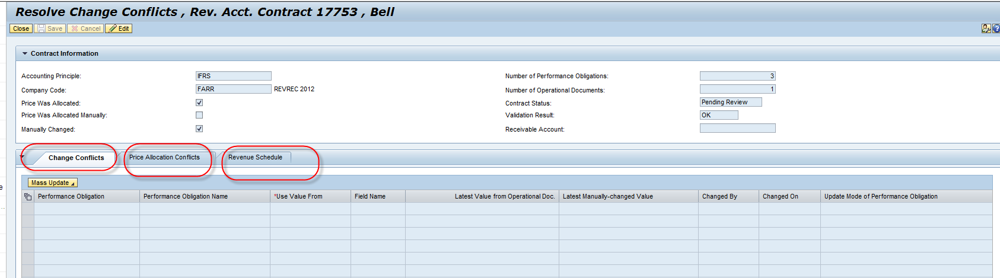 Resolve Change Conflicts , Rev. Acct. Contract 17753 , Bell
Close Save Cancel Edit
Contract Information
Accounting Principle: IFRS Number of Performance Obligations: 3
Company Code: FARR REVREC 2012 Number of Operational Documents: 1
Price Was Allocated: Contract Status: Pending Review
Price Was Allocated Manually: Validation Result: OK
Manually Changed: Receivable Account:
Change Conflicts Price Allocation Conflicts Revenue Schedule
Mass Update
e
Performance Obligation Performance Obligation Name *Use Value From Field Name Latest Value from Operational Doc. Latest Manually-changed Value Changed By Changed On Update Mode of Performance Obligation
...